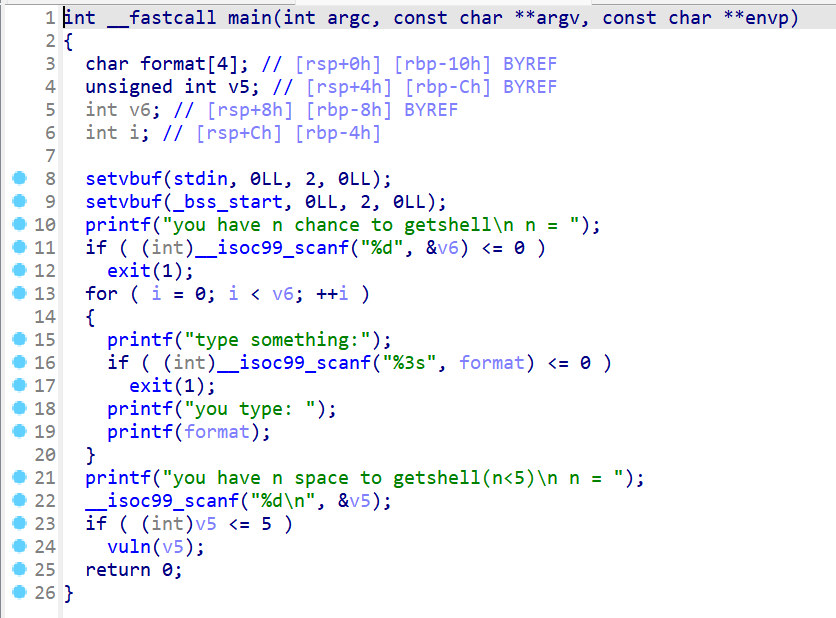 1 int __fastcall main(int argc, const char **argv, const char **envp)
2 {
3   char format[4]; // [rsp+0h] [rbp-10h] BYREF
4   unsigned int v5; // [rsp+4h] [rbp-Ch] BYREF
5   int v6; // [rsp+8h] [rbp-8h] BYREF
6   int i; // [rsp+Ch] [rbp-4h]
7
8   setvbuf(stdin, 0LL, 2, 0LL);
9   setvbuf(_bss_start, 0LL, 2, 0LL);
10   printf("you have n chance to getshell\n n = ");
11   if ( (int)__isoc99_scanf("%d", &v6) <= 0 )
12     exit(1);
13   for ( i = 0; i < v6; ++i )
14   {
15     printf("type something:");
16     if ( (int)__isoc99_scanf("%3s", format) <= 0 )
17       exit(1);
18     printf("you type: ");
19     printf(format);
20   }
21   printf("you have n space to getshell(n<5)\n n = ");
22   __isoc99_scanf("%d\n", &v5);
23   if ( (int)v5 <= 5 )
24     vuln(v5);
25   return 0;
26 }